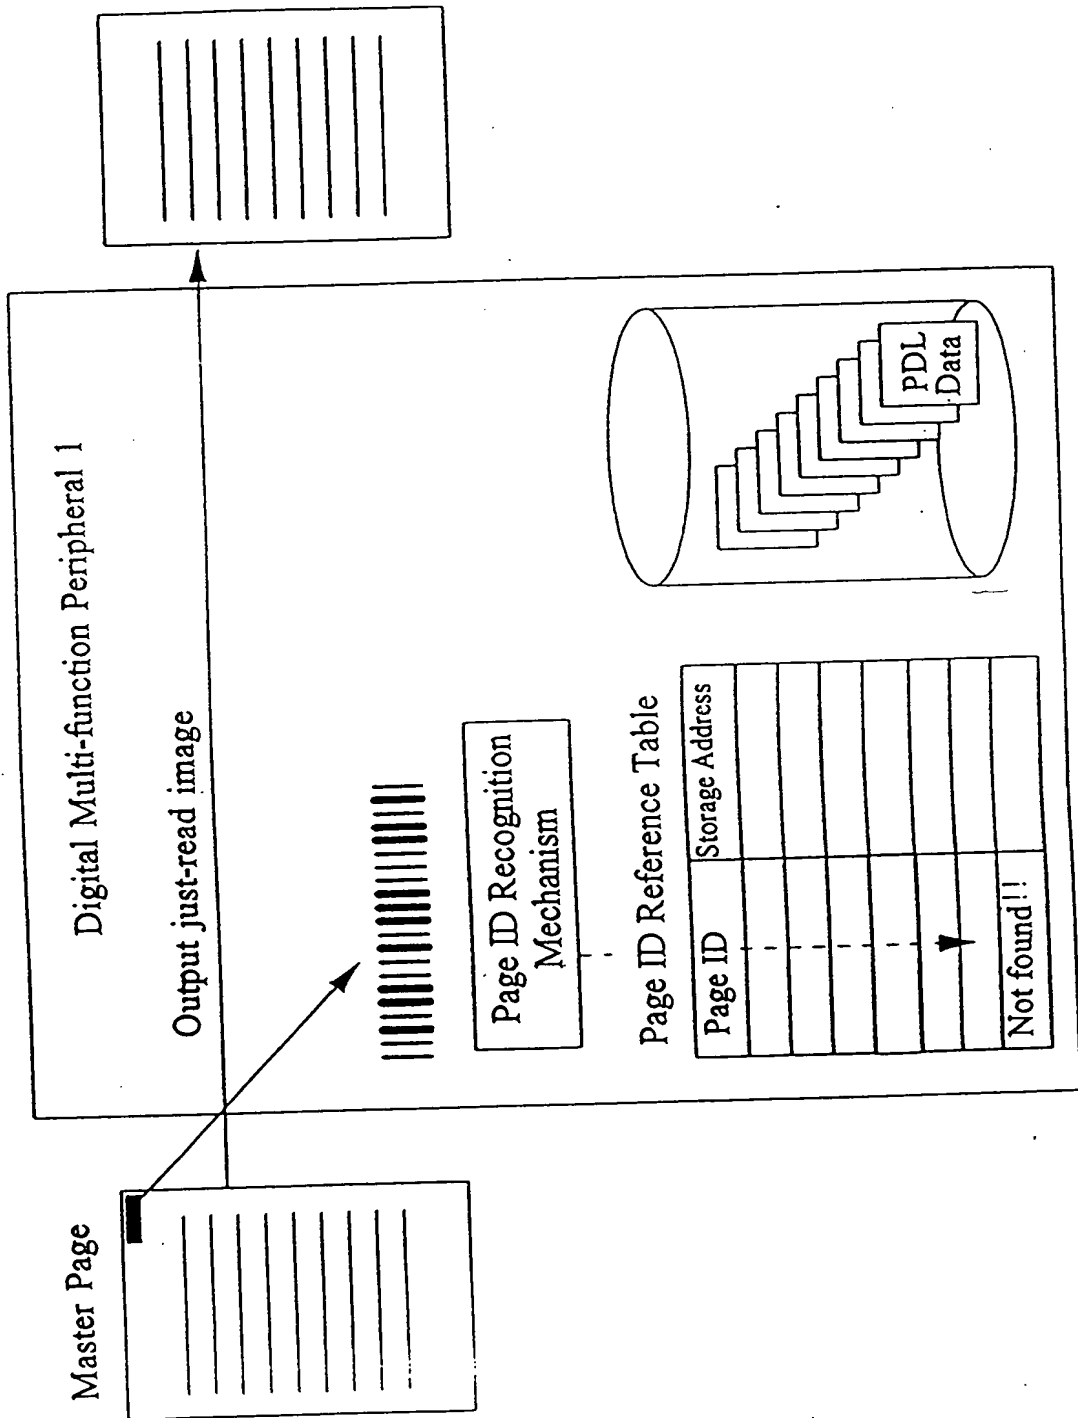 Master Page
Digital Multi-function Peripheral 1
Output just-read image
Page ID Recognition
Mechanism
Page ID Reference Table
Page ID
Storage Address
Not found!!
PDL
Data